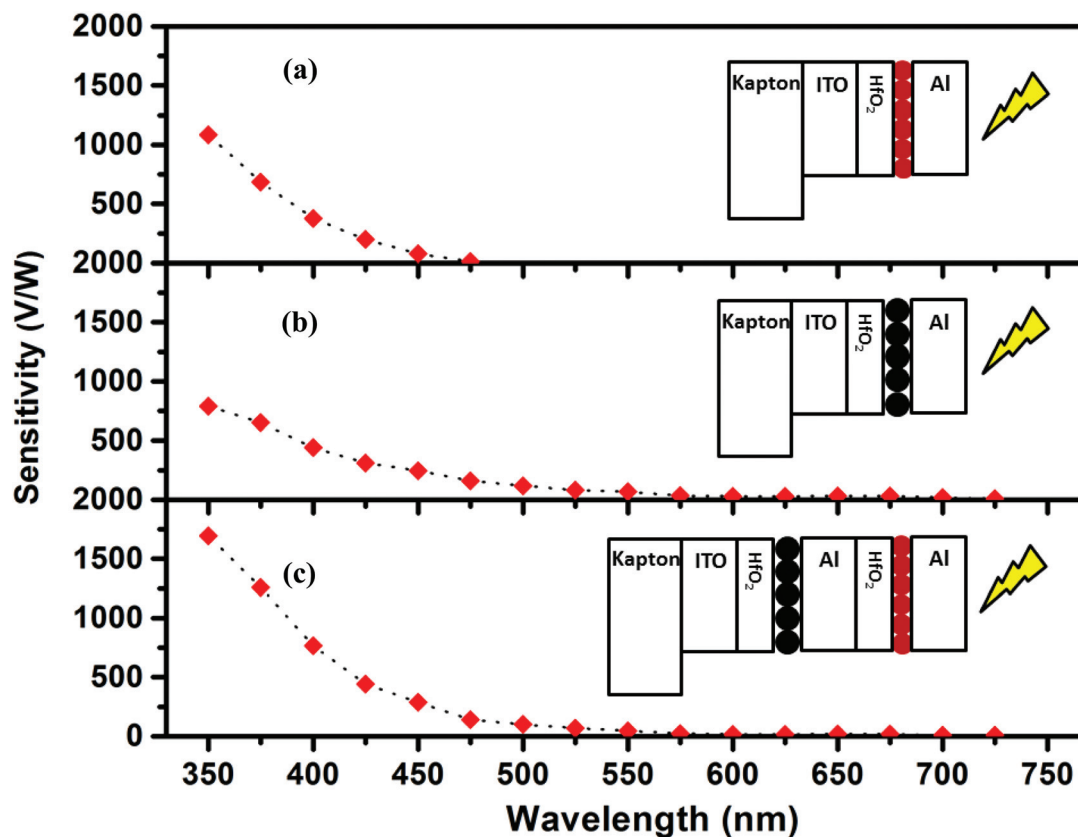 Sensitivity (V/W)
2000
1500
1000
500
(a)
Kapton
ITO
HfO₂
Al
2000
1500
1000
500
(b)
Kapton
ITO
HfO₂
Al
2000
1500
1000
500
0
(c)
Kapton
ITO
HfO₂
Al
HfO₂
Al
350 400 450 500 550 600 650 700 750
Wavelength (nm)